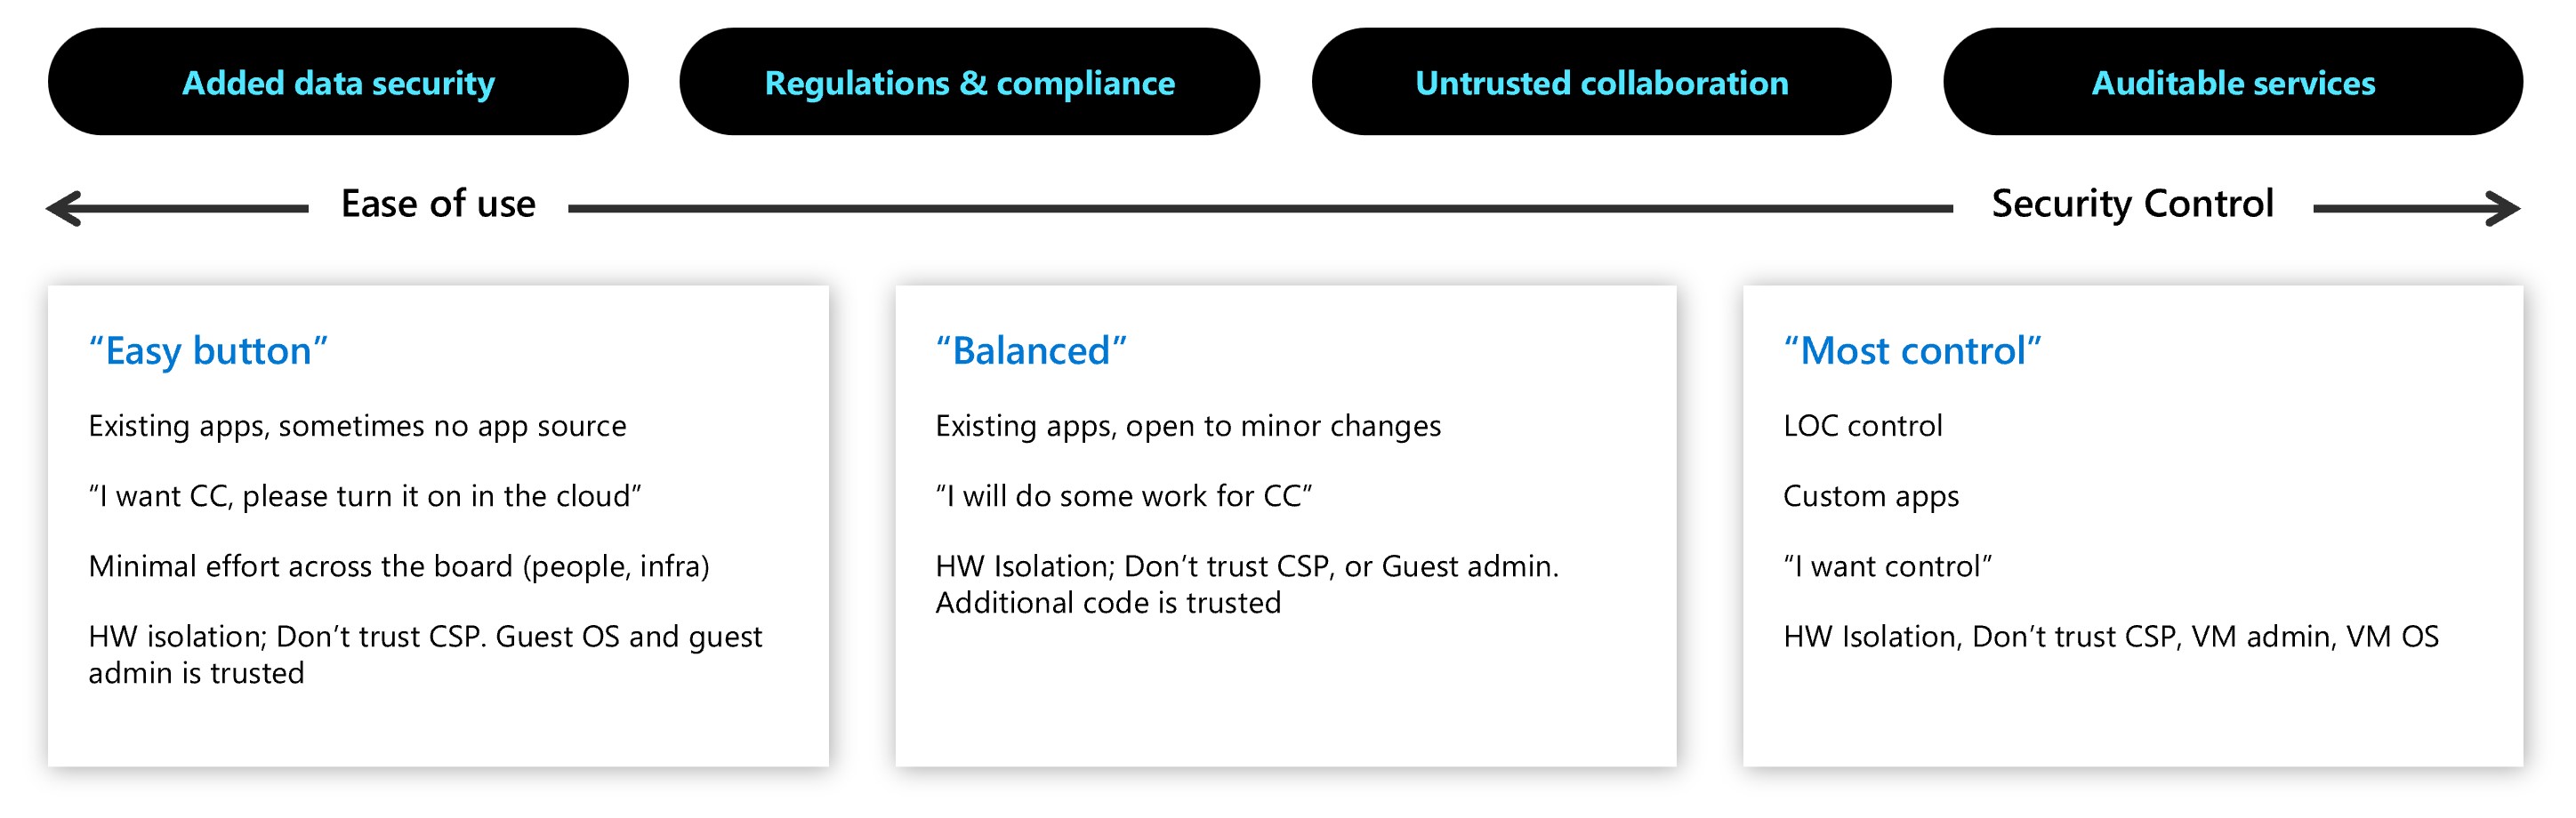 Added data security
Regulations & compliance
Untrusted collaboration
Auditable services
Ease of use
Security Control
“Easy button”
Existing apps, sometimes no app source
“I want CC, please turn it on in the cloud”
Minimal effort across the board (people, infra)
HW isolation; Don’t trust CSP. Guest OS and guest
admin is trusted
“Balanced”
Existing apps, open to minor changes
“I will do some work for CC”
HW Isolation; Don’t trust CSP, or Guest admin.
Additional code is trusted
“Most control”
LOC control
Custom apps
“I want control”
HW Isolation, Don’t trust CSP, VM admin, VM OS